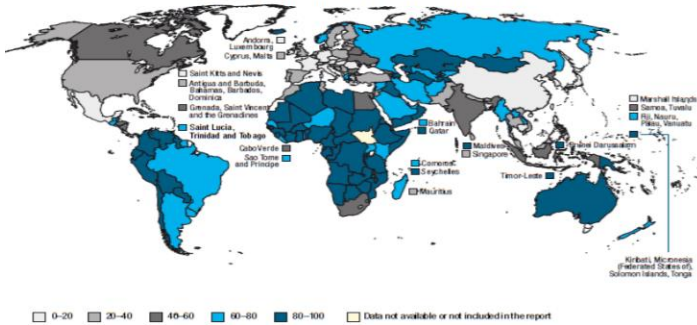 Andorra,
Luxembourg
Cyprus, Malta
Saint Kitts and Nevis
Antigua and Barbuda,
Bahamas, Barbados,
Dominica
Grenada, Saint Vincent
and the Grenadines
Saint Lucia,
Trinidad and Tobago
Cabo Verde
Sao Tome
and Principe
Bahrain
Qatar
Comoros
Seychelles
Mauritius
Maldives
Singapore
Brunei Darussalam
Timor-Leste
Marshall Islands
Samoa, Tuvalu
Fiji, Nauru,
Palau, Vanuatu
Kiribati, Micronesia
(Federated States of),
Solomon Islands, Tonga
0–20
20–40
40–60
60–80
80–100
Data not available or not included in the report